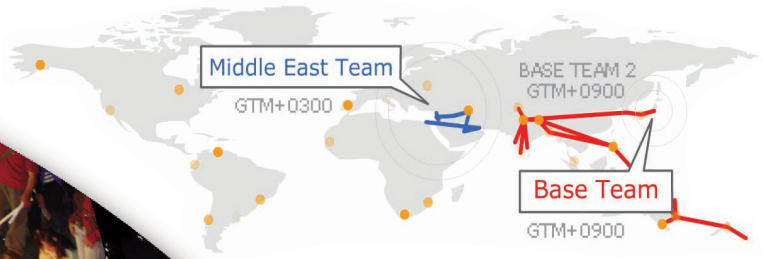 Middle East Team
GTM+0300
BASE TEAM 2
GTM+0900
Base Team
GTM+0900